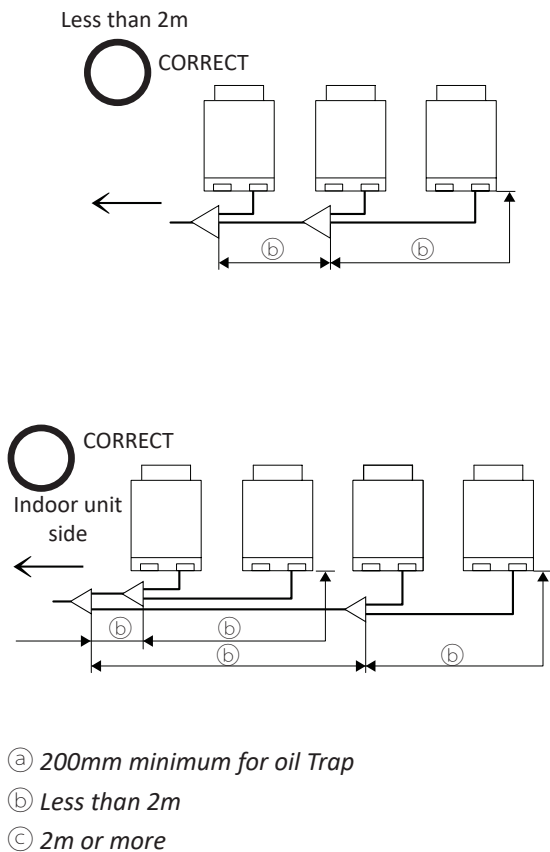 Less than 2m
CORRECT
ⓑ ⓑ
CORRECT
Indoor unit
side
ⓑ ⓑ
ⓑ ⓑ
ⓐ 200mm minimum for oil Trap
ⓑ Less than 2m
ⓒ 2m or more